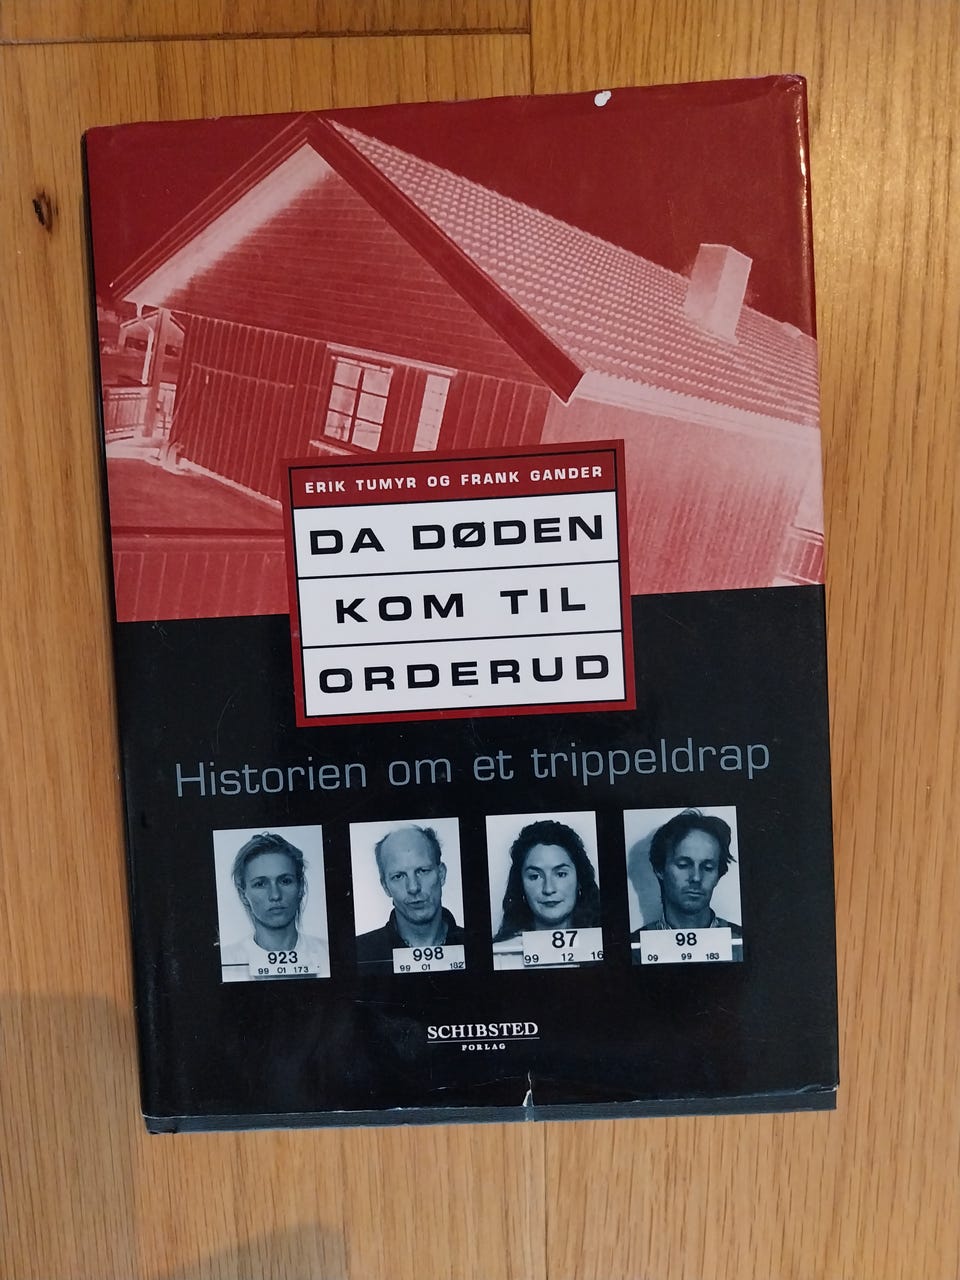 ERIK TUMYR OG FRANK GANDER
DA DØDEN
KOM TIL
ORDERUD
Historien om et trippeldrap
923
99 01 173
998
99 01 182
87
99 12 16
98
09 99 183
SCHIBSTED
FORLAG